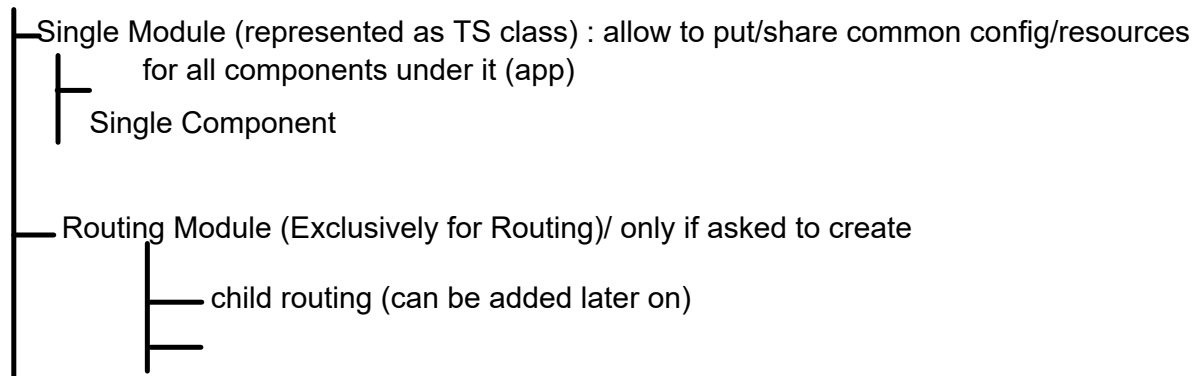 Single Module (represented as TS class) : allow to put/share common config/resources
for all components under it (app)
Single Component
Routing Module (Exclusively for Routing)/ only if asked to create
child routing (can be added later on)